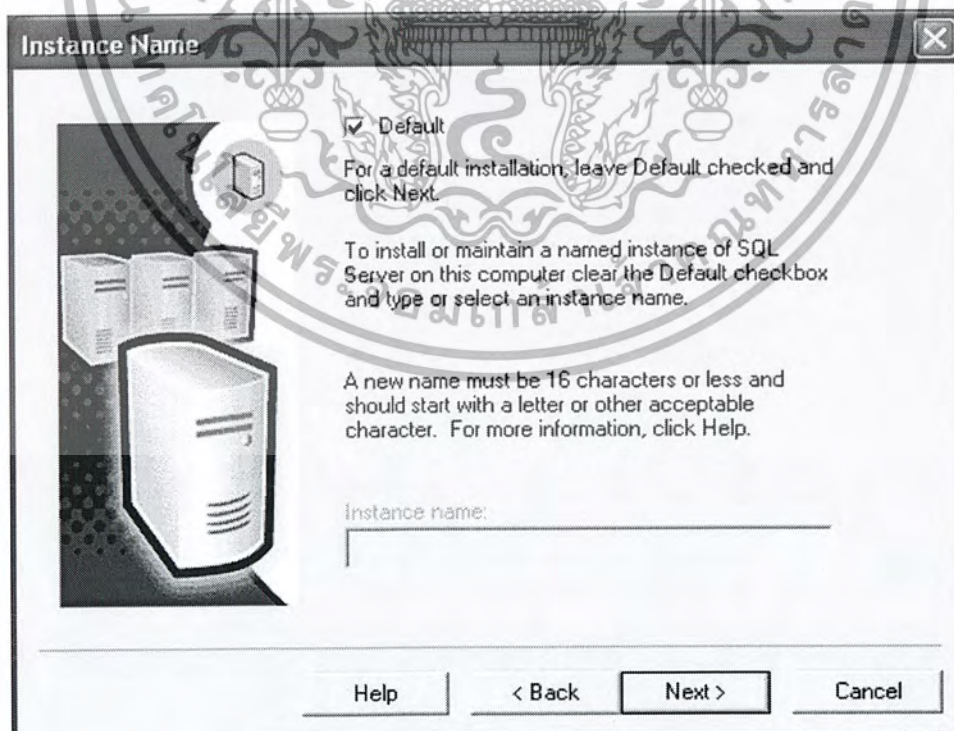 Instance Name
Default
For a default installation, leave Default checked and
click Next.
To install or maintain a named instance of SQL
Server on this computer clear the Default checkbox
and type or select an instance name.
A new name must be 16 characters or less and
should start with a letter or other acceptable
character. For more information, click Help.
Instance name:
Help
< Back
Next >
Cancel